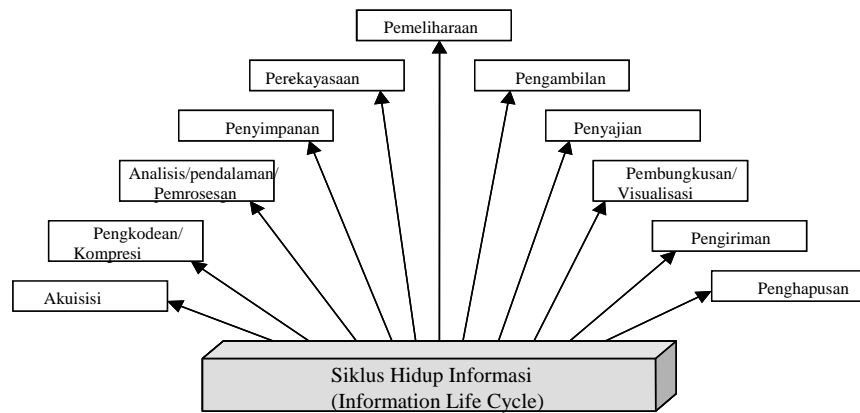 Pemeliharaan
Perekayasaan
Pengambilan
Penyimpanan
Penyajian
Analisis/pendalaman/
Pemrosesan
Pembungkusan/
Visualisasi
Pengkodean/
Kompresi
Pengiriman
Akuisisi
Penghapusan
Siklus Hidup Informasi
(Information Life Cycle)